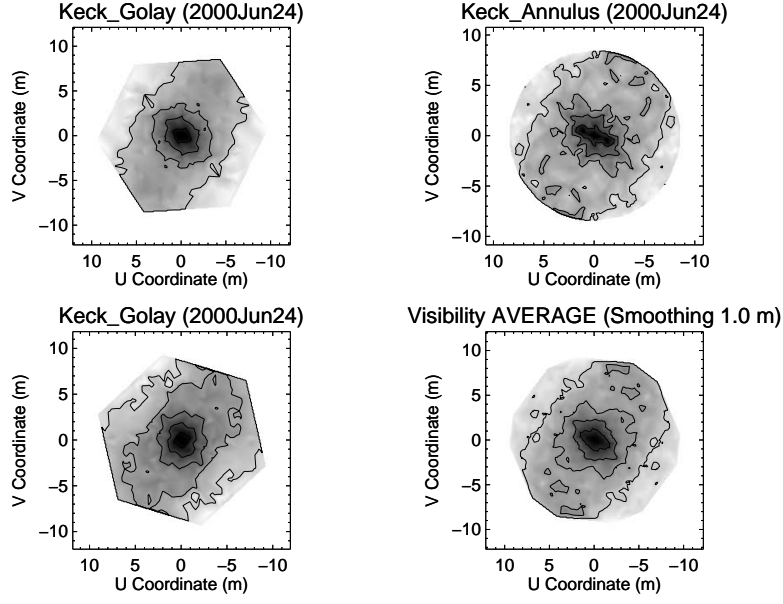 Keck_Golay (2000Jun24)
10
5
0
−5
−10
V Coordinate (m)
10 5 0 −5 −10
U Coordinate (m)
Keck_Annulus (2000Jun24)
10
5
0
−5
−10
V Coordinate (m)
10 5 0 −5 −10
U Coordinate (m)
Keck_Golay (2000Jun24)
10
5
0
−5
−10
V Coordinate (m)
10 5 0 −5 −10
U Coordinate (m)
Visibility AVERAGE (Smoothing 1.0 m)
10
5
0
−5
−10
V Coordinate (m)
10 5 0 −5 −10
U Coordinate (m)